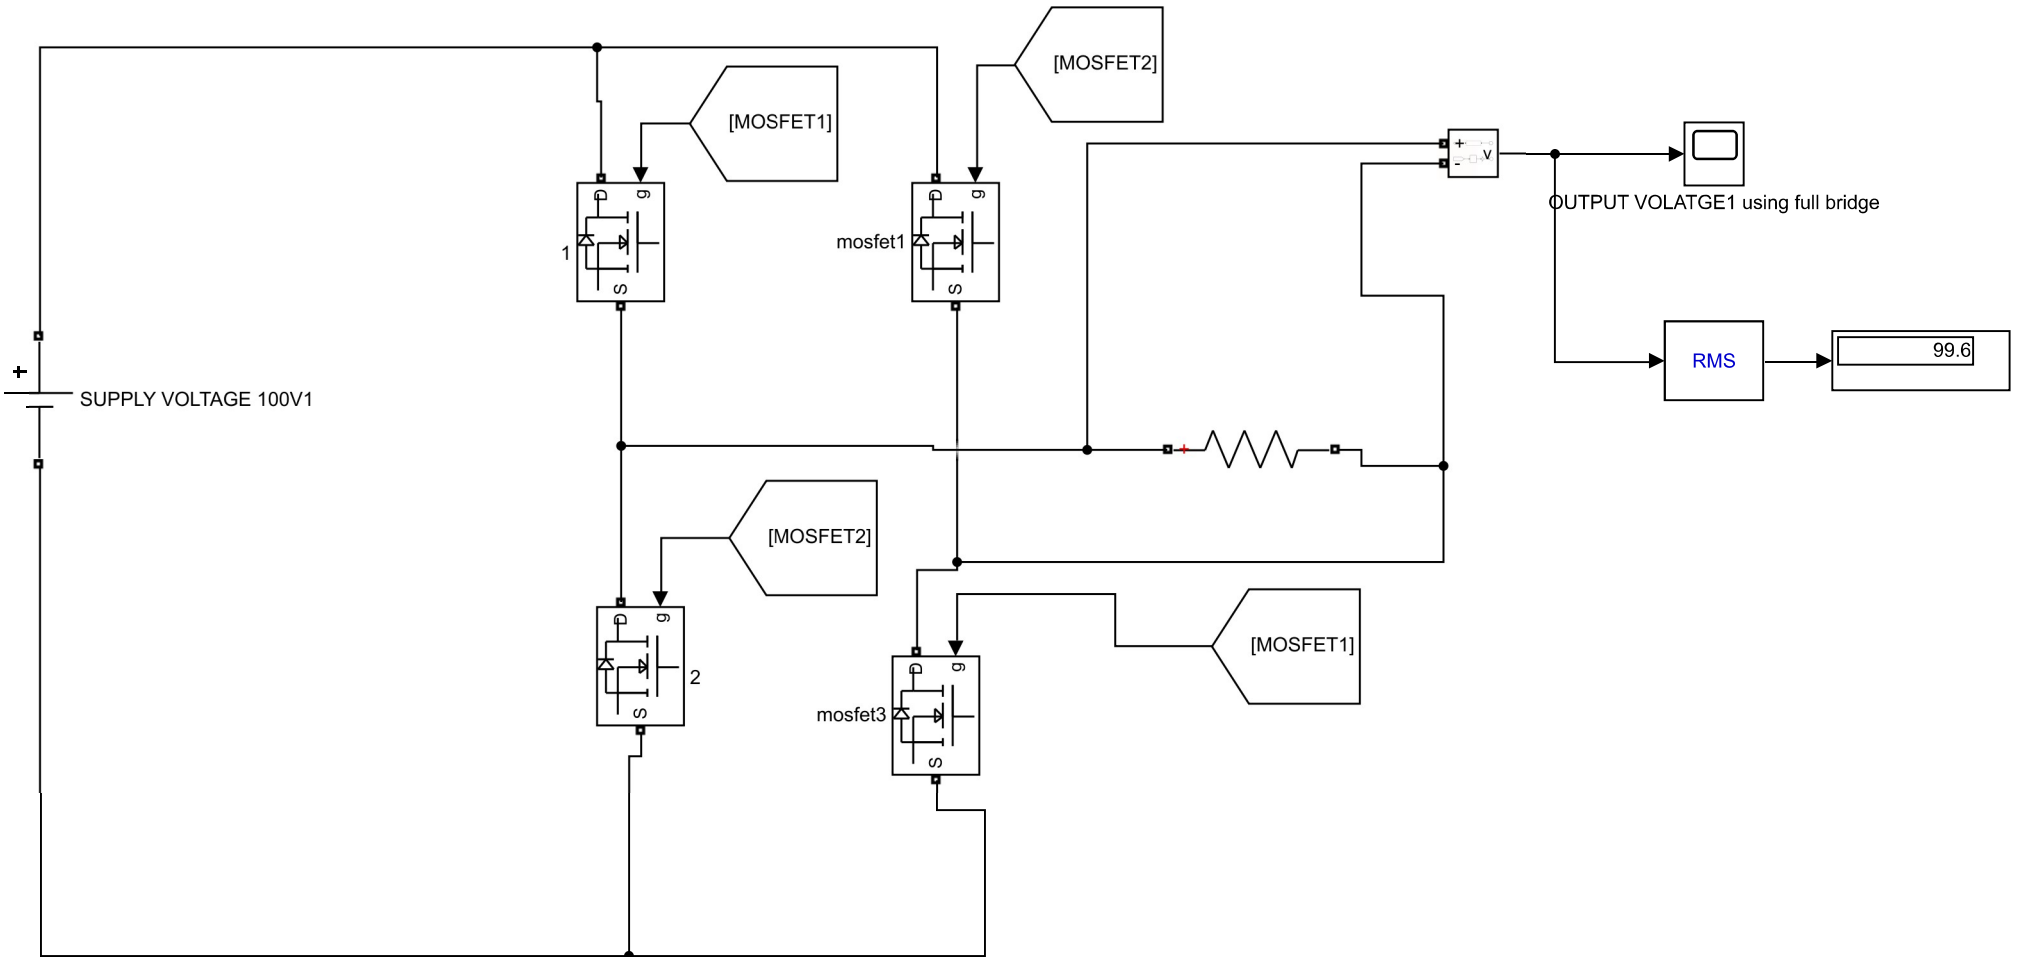 [MOSFET2]
[MOSFET1]
+
-
v
D
g
D
g
OUTPUT VOLATGE1 using full bridge
1
mosfet1
S
S
99.6
RMS
+
SUPPLY VOLTAGE 100V1
+
[MOSFET2]
D
g
[MOSFET1]
D
g
2
S
mosfet3
S